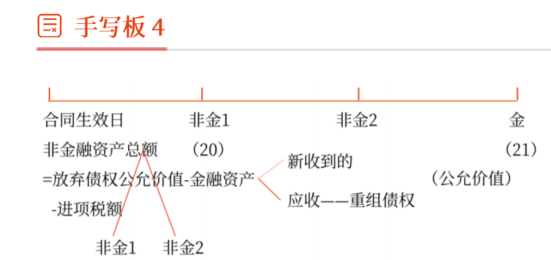 手写板 4
合同生效日 非金1 非金2 金
非金融资产总额 （20） （21）
=放弃债权公允价值-金融资产 新收到的 （公允价值）
-进项税额 应收——重组债权
非金1 非金2